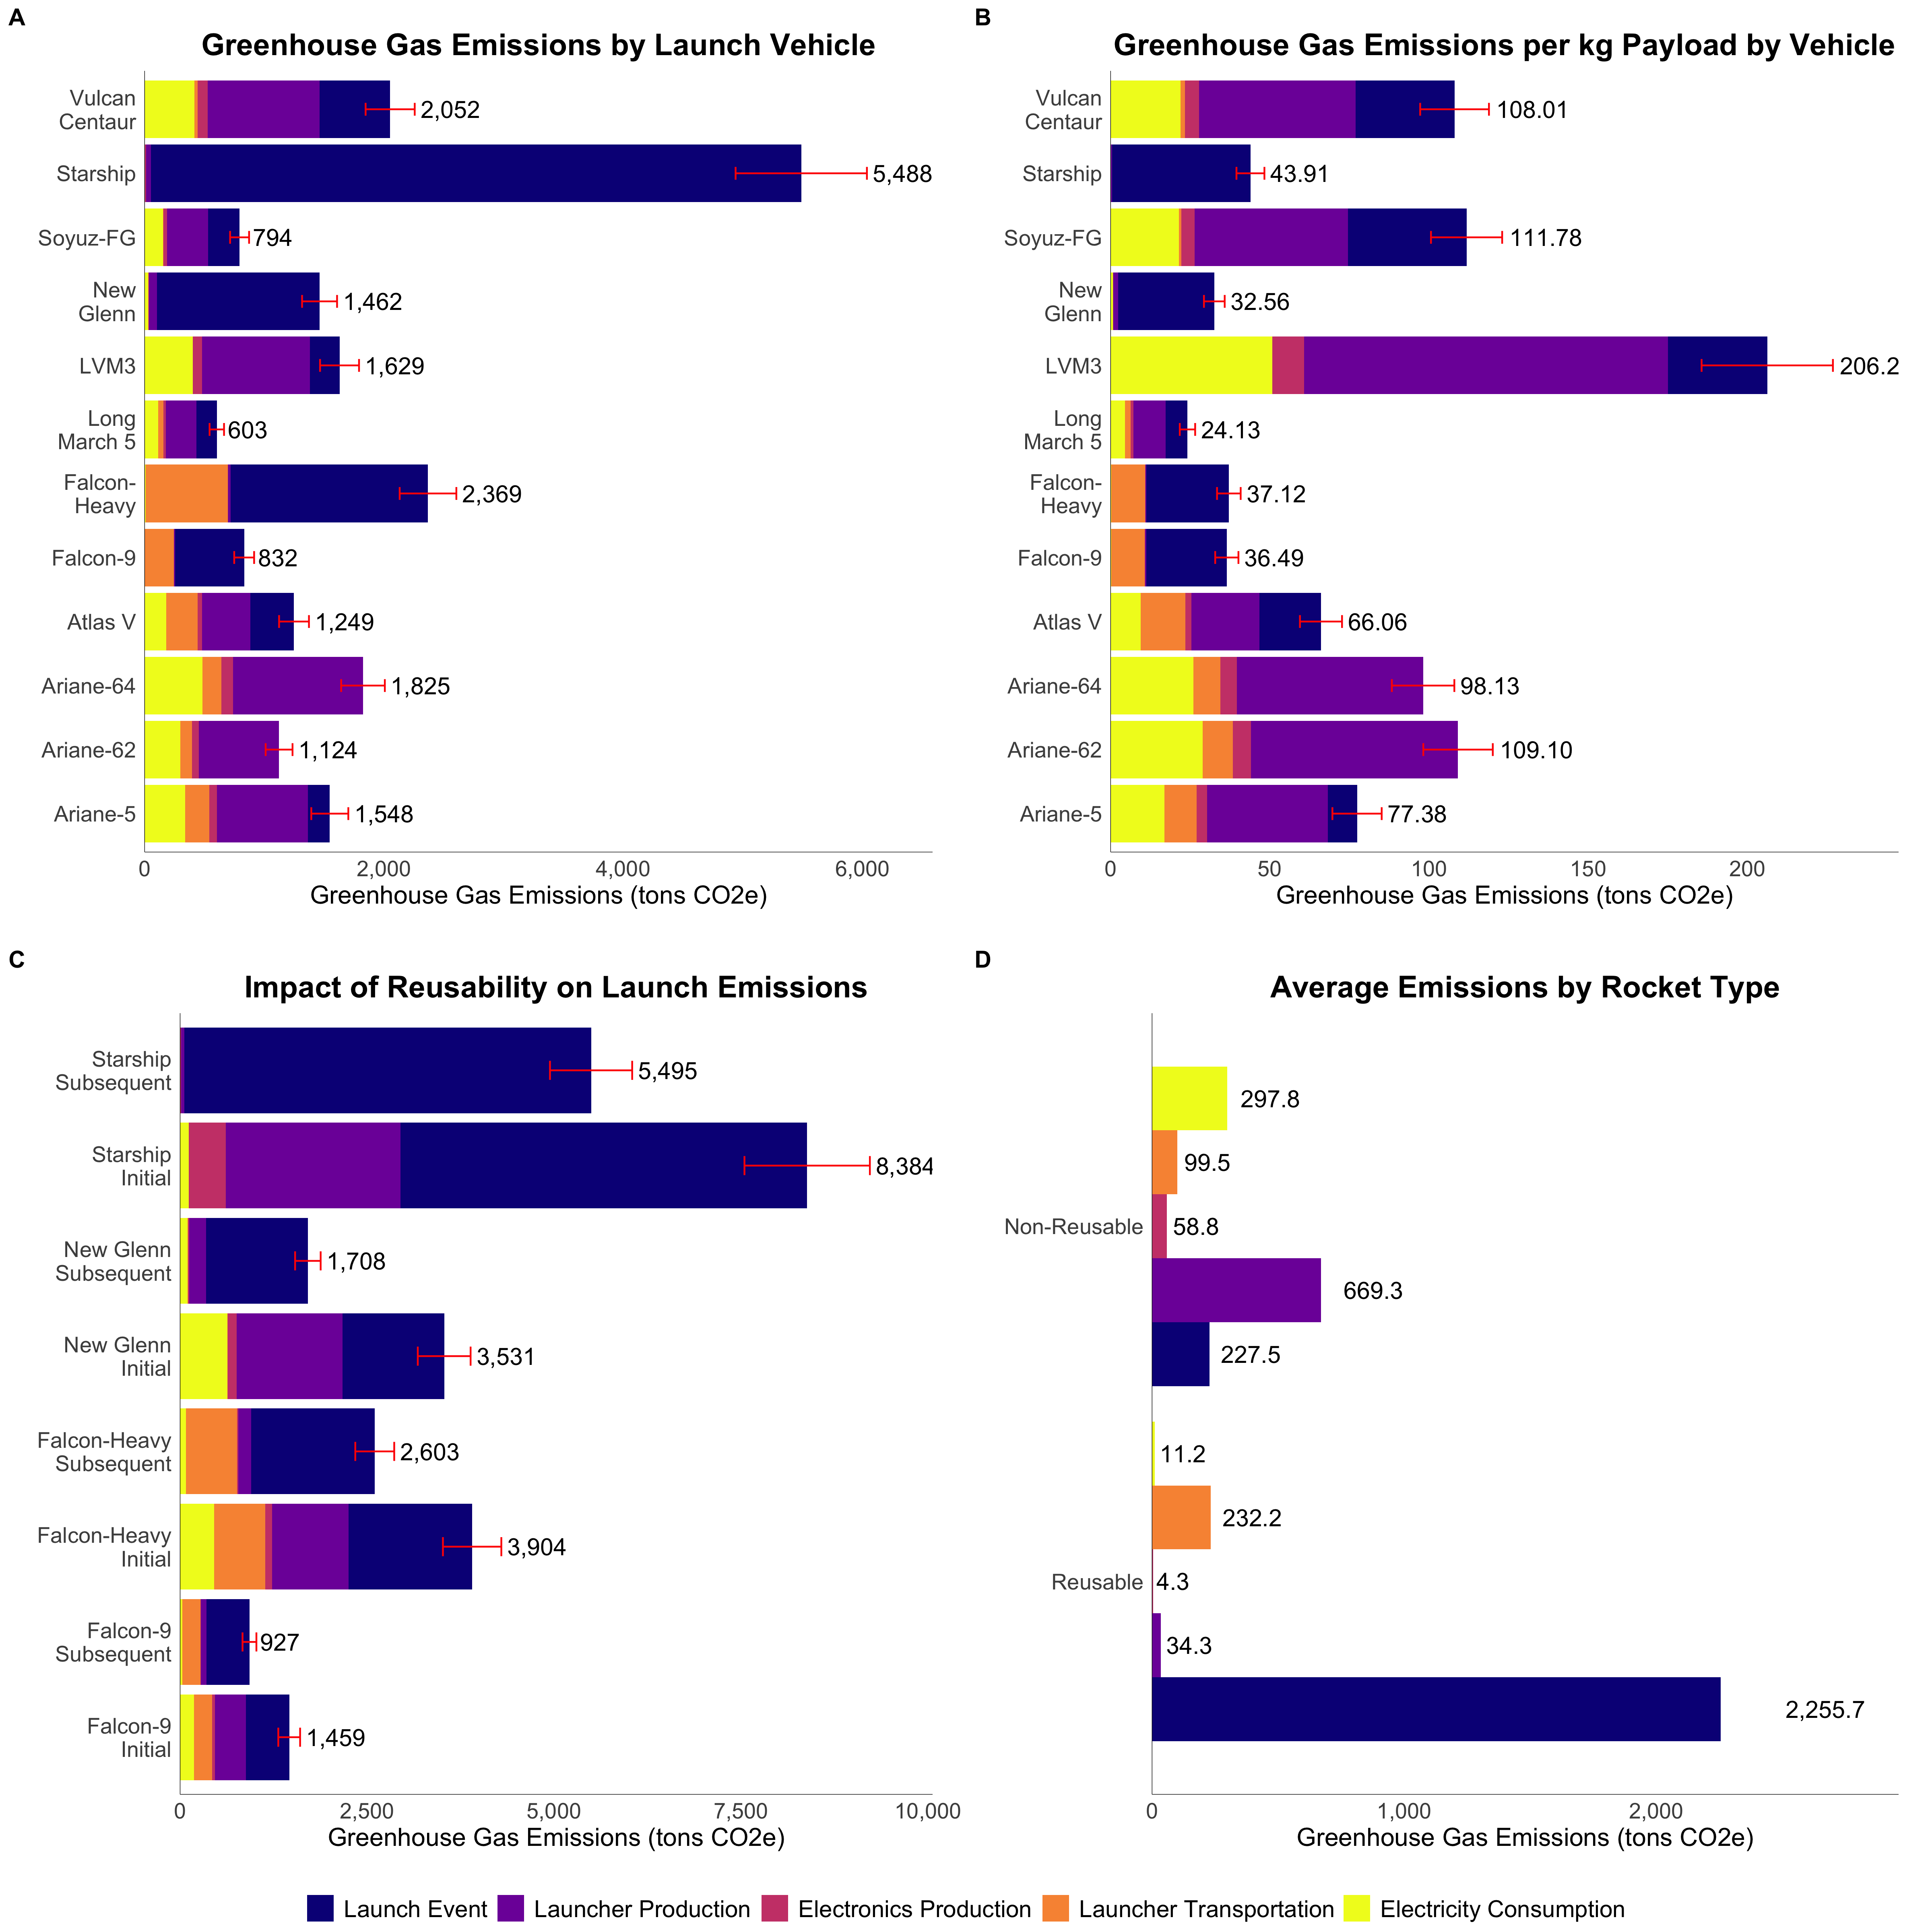 A
Greenhouse Gas Emissions by Launch Vehicle
Vulcan
Centaur
2,052
Starship
5,488
Soyuz-FG
794
New
Glenn
1,462
LVM3
1,629
Long
March 5
603
Falcon-
Heavy
2,369
Falcon-9
832
Atlas V
1,249
Ariane-64
1,825
Ariane-62
1,124
Ariane-5
1,548
0 2,000 4,000 6,000
Greenhouse Gas Emissions (tons CO2e)
B
Greenhouse Gas Emissions per kg Payload by Vehicle
Vulcan
Centaur
108.01
Starship
43.91
Soyuz-FG
111.78
New
Glenn
32.56
LVM3
206.2
Long
March 5
24.13
Falcon-
Heavy
37.12
Falcon-9
36.49
Atlas V
66.06
Ariane-64
98.13
Ariane-62
109.10
Ariane-5
77.38
0 50 100 150 200
Greenhouse Gas Emissions (tons CO2e)
C
Impact of Reusability on Launch Emissions
Starship
Subsequent
5,495
Starship
Initial
8,384
New Glenn
Subsequent
1,708
New Glenn
Initial
3,531
Falcon-Heavy
Subsequent
2,603
Falcon-Heavy
Initial
3,904
Falcon-9
Subsequent
927
Falcon-9
Initial
1,459
0 2,500 5,000 7,500 10,000
Greenhouse Gas Emissions (tons CO2e)
D
Average Emissions by Rocket Type
297.8
99.5
Non-Reusable
58.8
669.3
227.5
11.2
232.2
Reusable
4.3
34.3
2,255.7
0 1,000 2,000
Greenhouse Gas Emissions (tons CO2e)
Launch Event Launcher Production Electronics Production Launcher Transportation Electricity Consumption